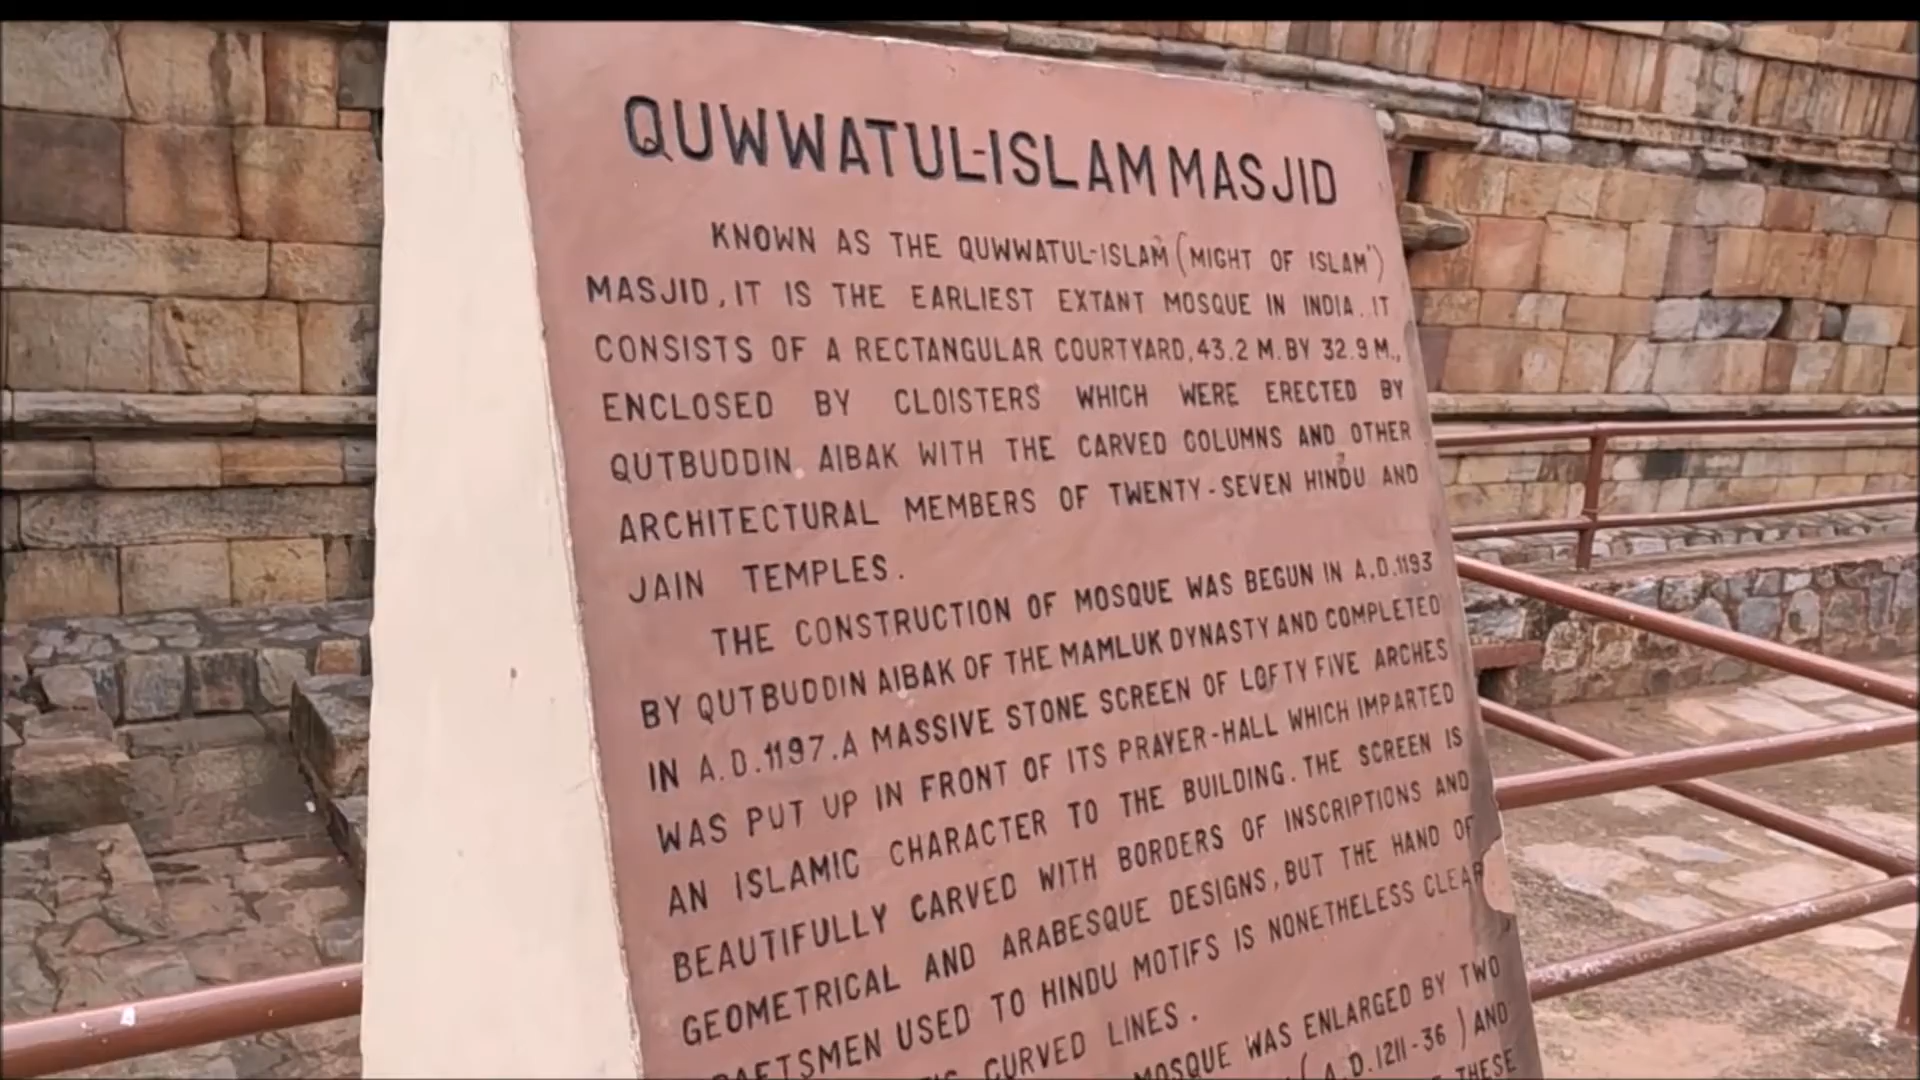 QUWWATUL-ISLAM MASJID
KNOWN AS THE QUWWATUL-ISLAM (MIGHT OF ISLAM')
MASJID, IT IS THE EARLIEST EXTANT MOSQUE IN INDIA. IT
CONSISTS OF A RECTANGULAR COURTYARD, 43.2 M. BY 32.9 M.,
ENCLOSED BY CLOISTERS WHICH WERE ERECTED BY
QUTBUDDIN AIBAK WITH THE CARVED COLUMNS AND OTHER
ARCHITECTURAL MEMBERS OF TWENTY-SEVEN HINDU AND
JAIN TEMPLES.
THE CONSTRUCTION OF MOSQUE WAS BEGUN IN A.D. 1193
BY QUTBUDDIN AIBAK OF THE MAMLUK DYNASTY AND COMPLETED
IN A.D. 1197. A MASSIVE STONE SCREEN OF LOFTY FIVE ARCHES
WAS PUT UP IN FRONT OF ITS PRAYER-HALL WHICH IMPARTED
AN ISLAMIC CHARACTER TO THE BUILDING. THE SCREEN IS
BEAUTIFULLY CARVED WITH BORDERS OF INSCRIPTIONS AND
GEOMETRICAL AND ARABESQUE DESIGNS, BUT THE HAND OF
CRAFTSMEN USED TO HINDU MOTIFS IS NONETHELESS CLEAR
CURVED LINES.
MOSQUE WAS ENLARGED BY TWO
(A.D. 1211-36) AND
THESE